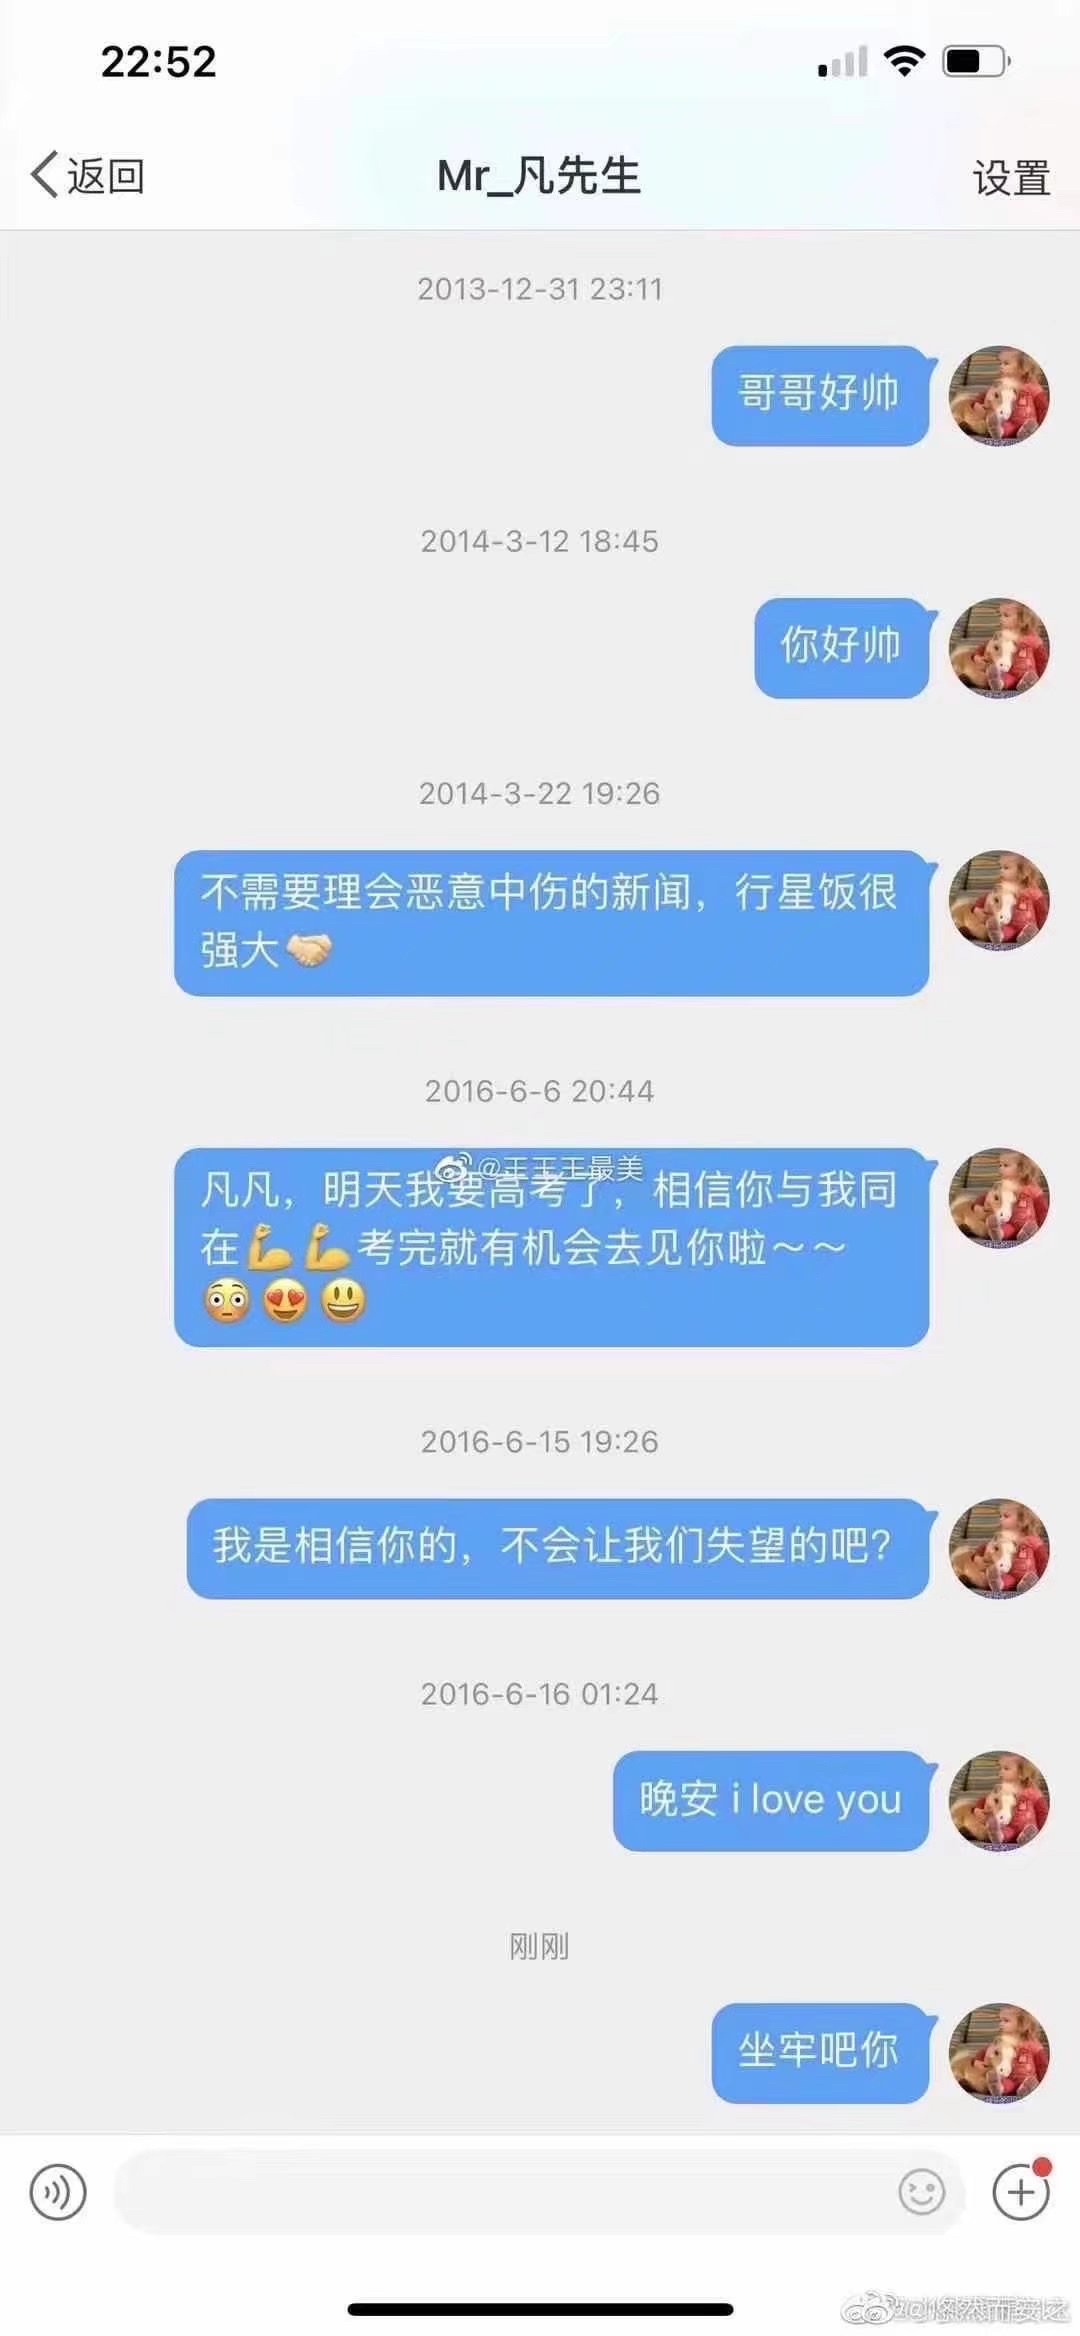 22:52
返回
Mr_凡先生
设置
2013-12-31 23:11
哥哥好帅
2014-3-12 18:45
你好帅
2014-3-22 19:26
不需要理会恶意中伤的新闻，行星饭很
强大🤝🏻
2016-6-6 20:44
@王王王最美
凡凡，明天我要高考了，相信你与我同
在💪💪考完就有机会去见你啦～～
😳😍😃
2016-6-15 19:26
我是相信你的，不会让我们失望的吧？
2016-6-16 01:24
晚安 i love you
刚刚
坐牢吧你